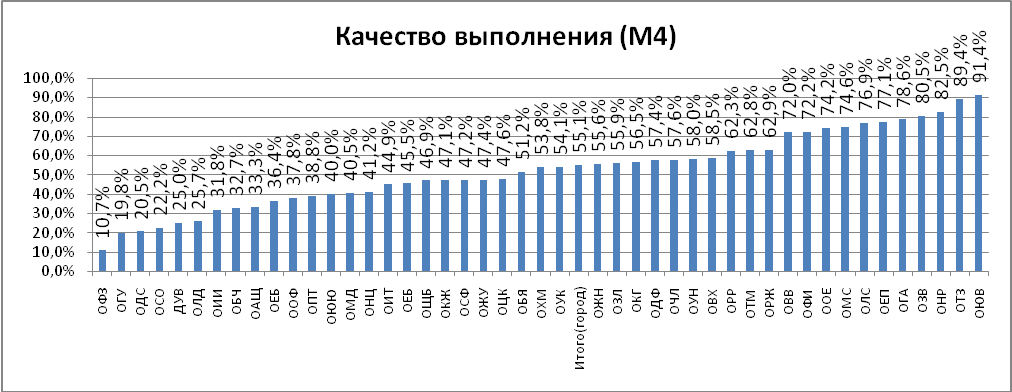 Качество выполнения (М4)
100,0%
90,0%
80,0%
70,0%
60,0%
50,0%
40,0%
30,0%
20,0%
10,0%
0,0%
10,7%
19,8%
20,5%
22,2%
25,0%
25,7%
31,8%
32,7%
33,3%
36,4%
37,8%
38,8%
40,0%
40,5%
41,2%
44,9%
45,5%
46,9%
47,1%
47,2%
47,4%
47,6%
51,2%
53,8%
54,1%
55,1%
55,6%
55,9%
56,5%
57,4%
57,6%
58,0%
58,5%
62,3%
62,8%
62,9%
72,0%
72,2%
74,2%
74,6%
76,9%
77,1%
78,6%
80,5%
82,5%
89,4%
91,4%
ОФЗ
ОГУ
ОДС
ОСО
ДУВ
ОЛД
ОИИ
ОБЧ
ОАЩ
ОЕБ
ООФ
ОПТ
ОЮЮ
ОМД
ОНЦ
ОИТ
ОЕБ
ОЩБ
ОКЖ
ОСФ
ОЖУ
ОЦК
ОБЯ
ОХМ
ОУК
Итого(город)
ОЖН
ОЗЛ
ОКГ
ОДФ
ОЧЛ
ОУН
ОВХ
ОРР
ОТМ
ОРЖ
ОВВ
ОФИ
ООЕ
ОМС
ОЛС
ОЕП
ОГА
ОЗВ
ОНР
ОТЗ
ОЮВ